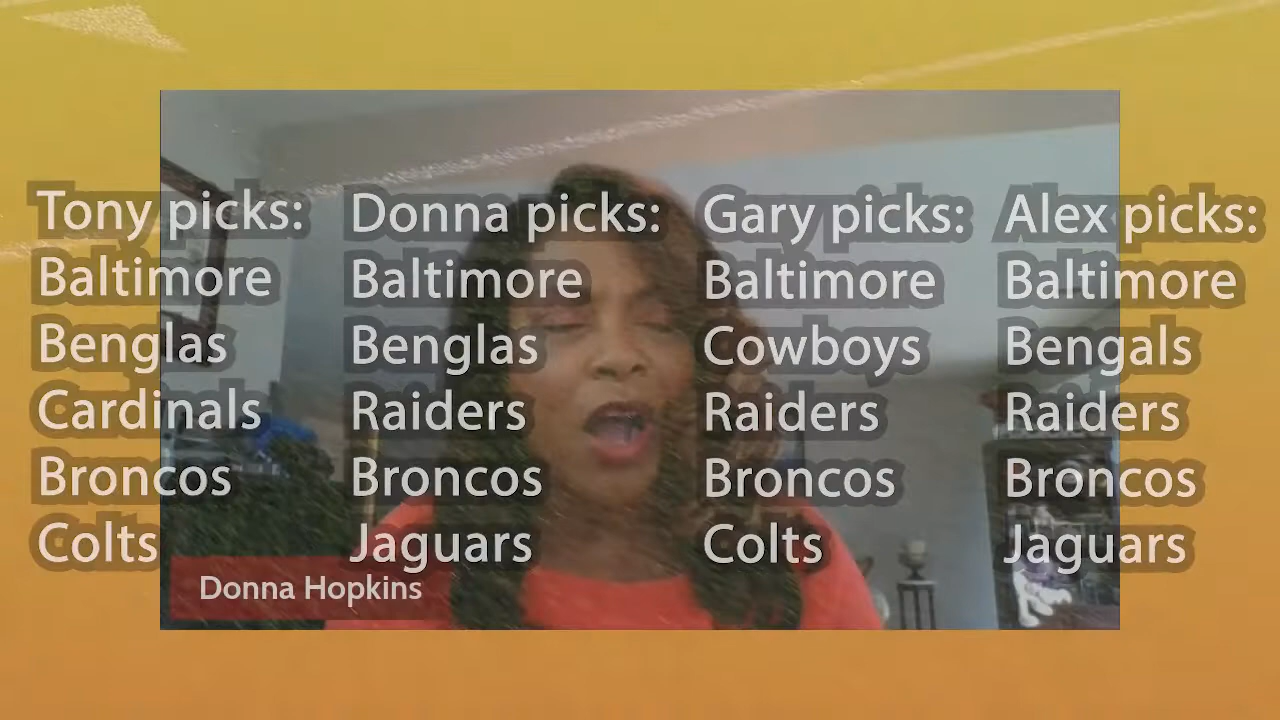 Tony picks:
Baltimore
Benglas
Cardinals
Broncos
Colts
Donna picks:
Baltimore
Benglas
Raiders
Broncos
Jaguars
Gary picks:
Baltimore
Cowboys
Raiders
Broncos
Colts
Alex picks:
Baltimore
Bengals
Raiders
Broncos
Jaguars
Donna Hopkins